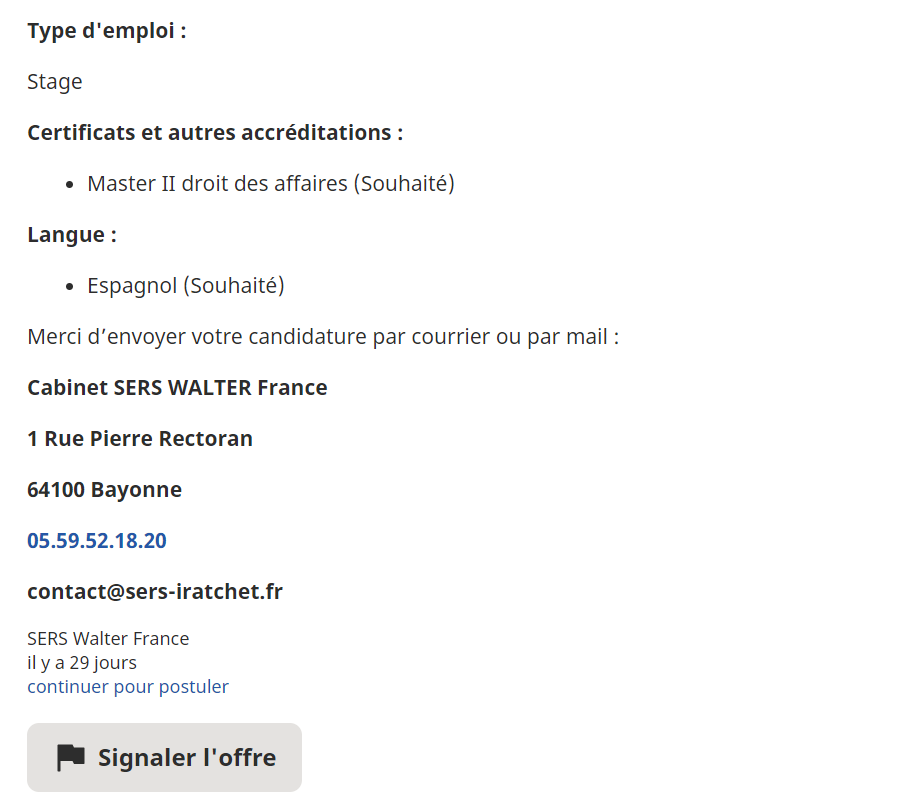 Type d'emploi :
Stage
Certificats et autres accréditations :
• Master II droit des affaires (Souhaité)
Langue :
• Espagnol (Souhaité)
Merci d’envoyer votre candidature par courrier ou par mail :
Cabinet SERS WALTER France
1 Rue Pierre Rectoran
64100 Bayonne
05.59.52.18.20
contact@sers-iratchet.fr
SERS Walter France
il y a 29 jours
continuer pour postuler
Signaler l'offre